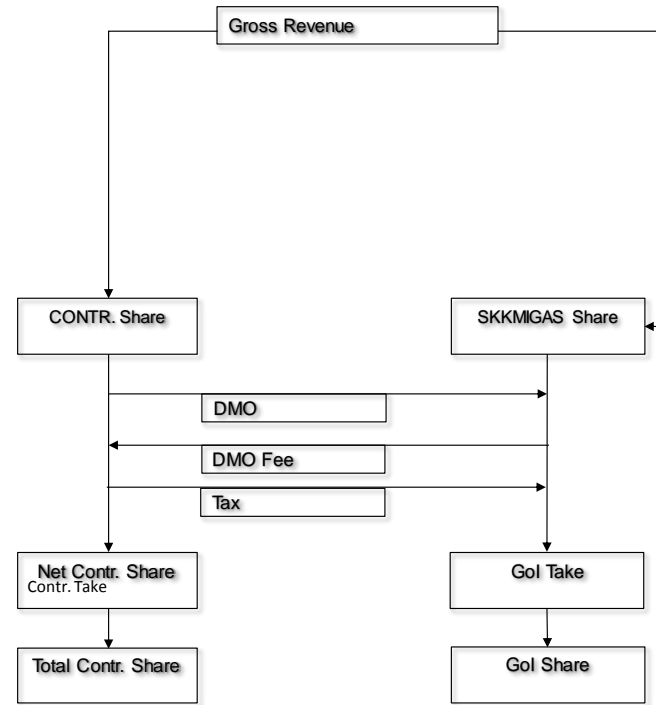 Gross Revenue
CONTR. Share
SKKMIGAS Share
DMO
DMO Fee
Tax
Net Contr. Share
Contr. Take
GoI Take
Total Contr. Share
GoI Share